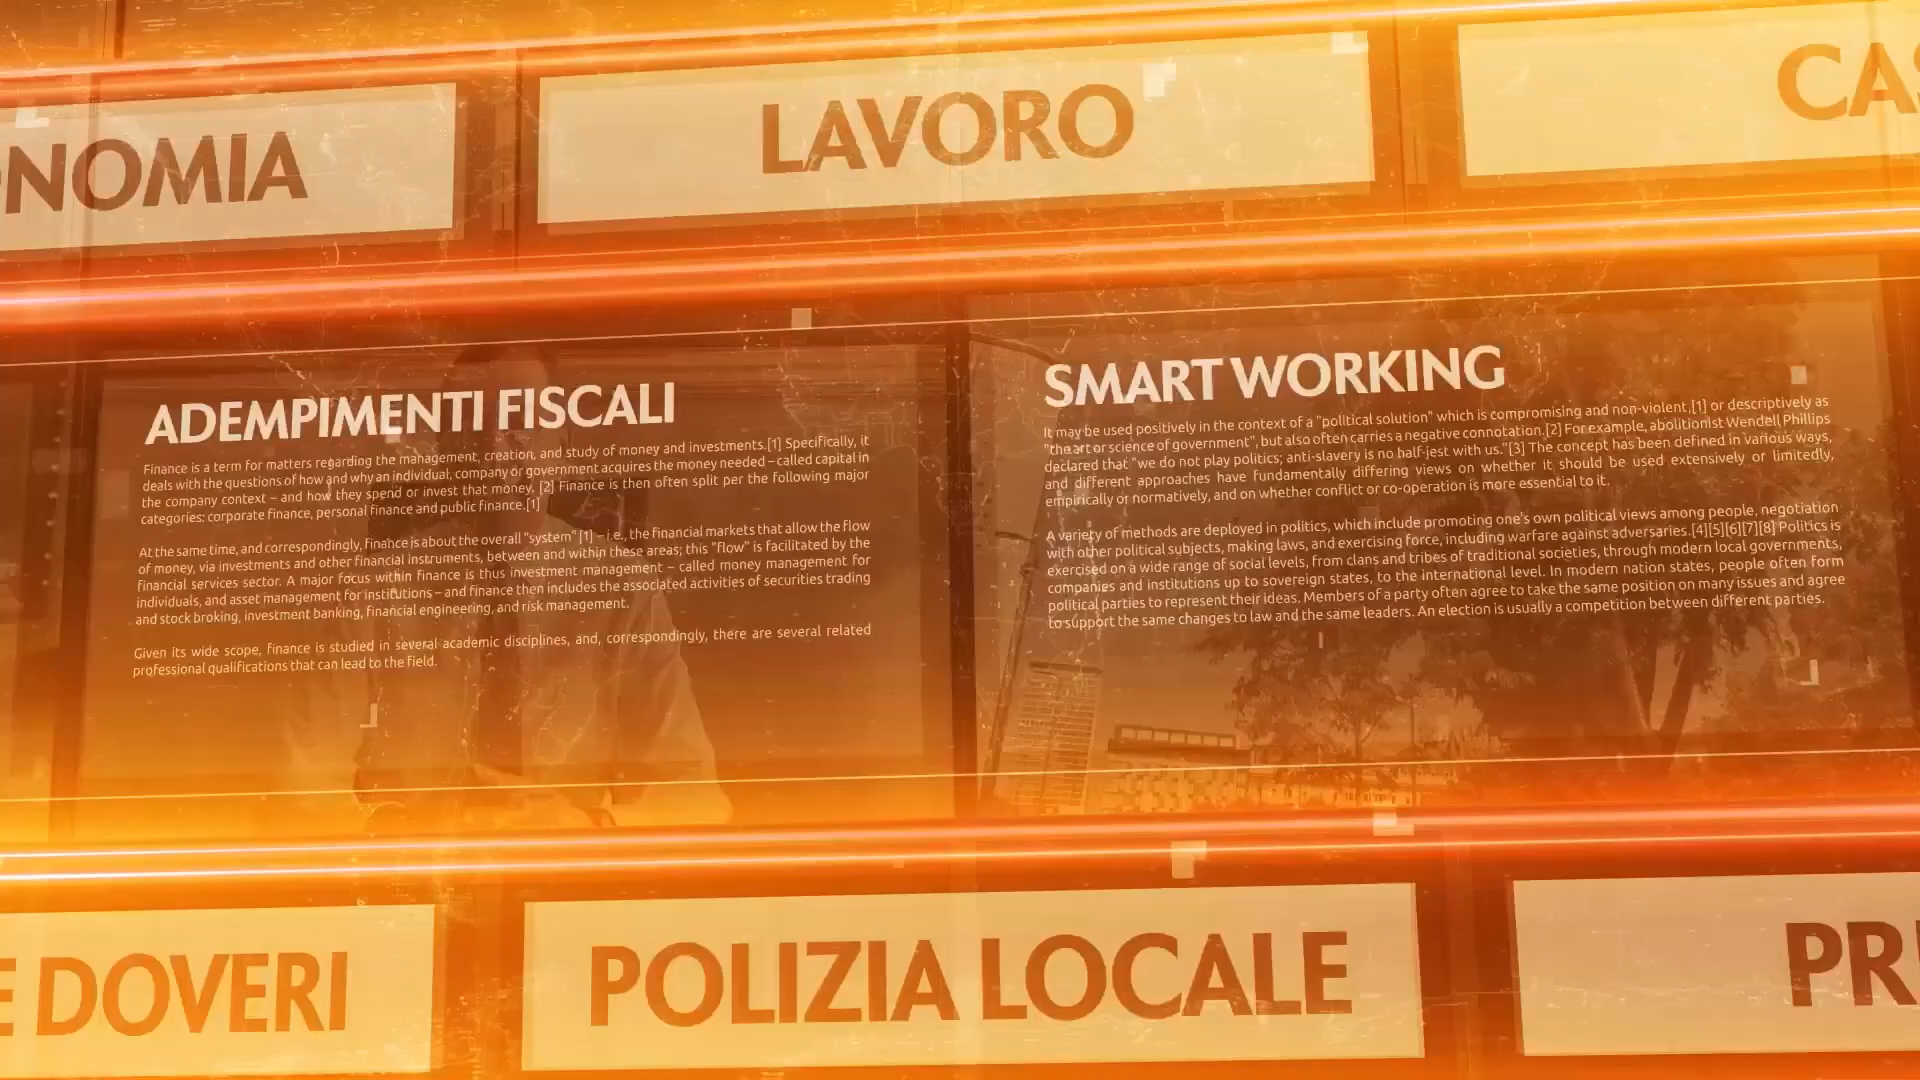 NOMIA
LAVORO
CAS
ADEMPIMENTI FISCALI
Finance is a term for matters regarding the management, creation, and study of money and investments.[1] Specifically, it
deals with the questions of how and why an individual, company or government acquires the money needed – called capital in
the company context – and how they spend or invest that money. [2] Finance is then often split per the following major
categories: corporate finance, personal finance and public finance.[1]
At the same time, and correspondingly, finance is about the overall "system" [1] – i.e., the financial markets that allow the flow
of money, via investments and other financial instruments, between and within these areas; this "flow" is facilitated by the
financial services sector. A major focus within finance is thus investment management – called money management for
individuals, and asset management for institutions – and finance then includes the associated activities of securities trading
and stock broking, investment banking, financial engineering, and risk management.
Given its wide scope, finance is studied in several academic disciplines, and, correspondingly, there are several related
professional qualifications that can lead to the field.
SMART WORKING
It may be used positively in the context of a "political solution" which is compromising and non-violent,[1] or descriptively as
"the art or science of government", but also often carries a negative connotation.[2] For example, abolitionist Wendell Phillips
declared that "we do not play politics; anti-slavery is no half-jest with us."[3] The concept has been defined in various ways,
and different approaches have fundamentally differing views on whether it should be used extensively or limitedly,
empirically or normatively, and on whether conflict or co-operation is more essential to it.
A variety of methods are deployed in politics, which include promoting one's own political views among people, negotiation
with other political subjects, making laws, and exercising force, including warfare against adversaries.[4][5][6][7][8] Politics is
exercised on a wide range of social levels, from clans and tribes of traditional societies, through modern local governments,
companies and institutions up to sovereign states, to the international level. In modern nation states, people often form
political parties to represent their ideas. Members of a party often agree to take the same position on many issues and agree
to support the same changes to law and the same leaders. An election is usually a competition between different parties.
E DOVERI
POLIZIA LOCALE
PRI